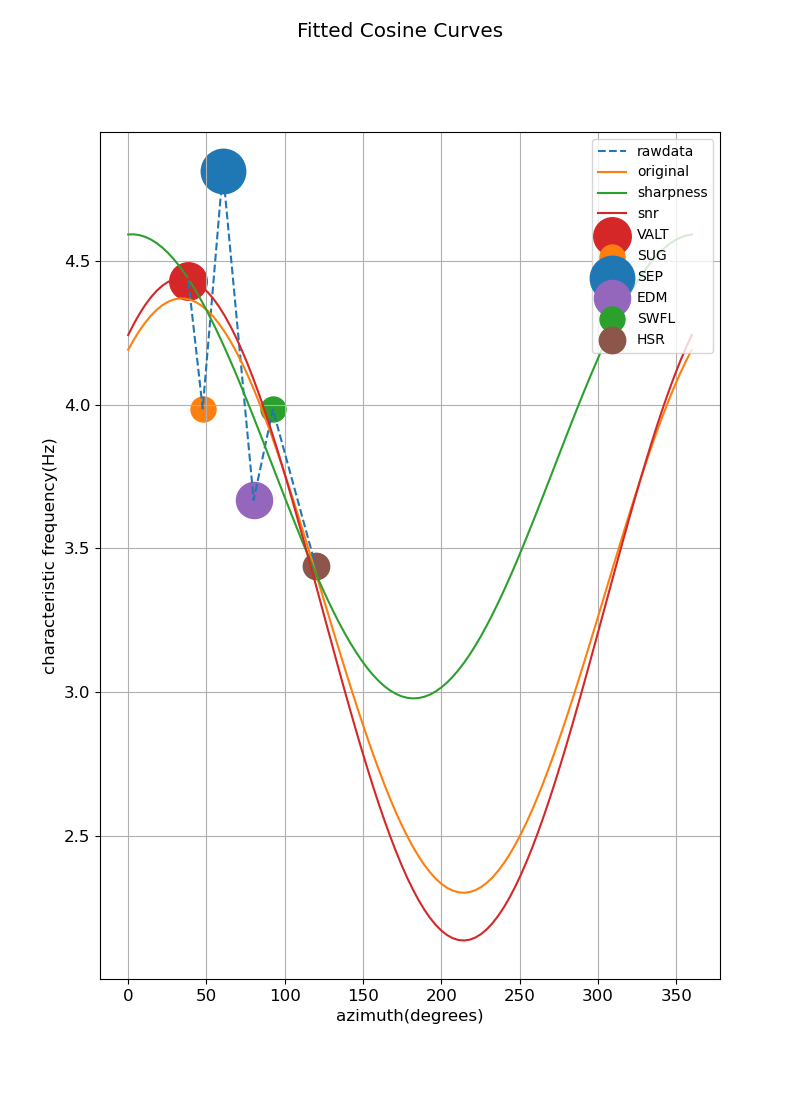 Fitted Cosine Curves
rawdata
original
sharpness
snr
VALT
SUG
SEP
EDM
SWFL
HSR
4.5
4.0
3.5
3.0
2.5
characteristic frequency(Hz)
0 50 100 150 200 250 300 350
azimuth(degrees)